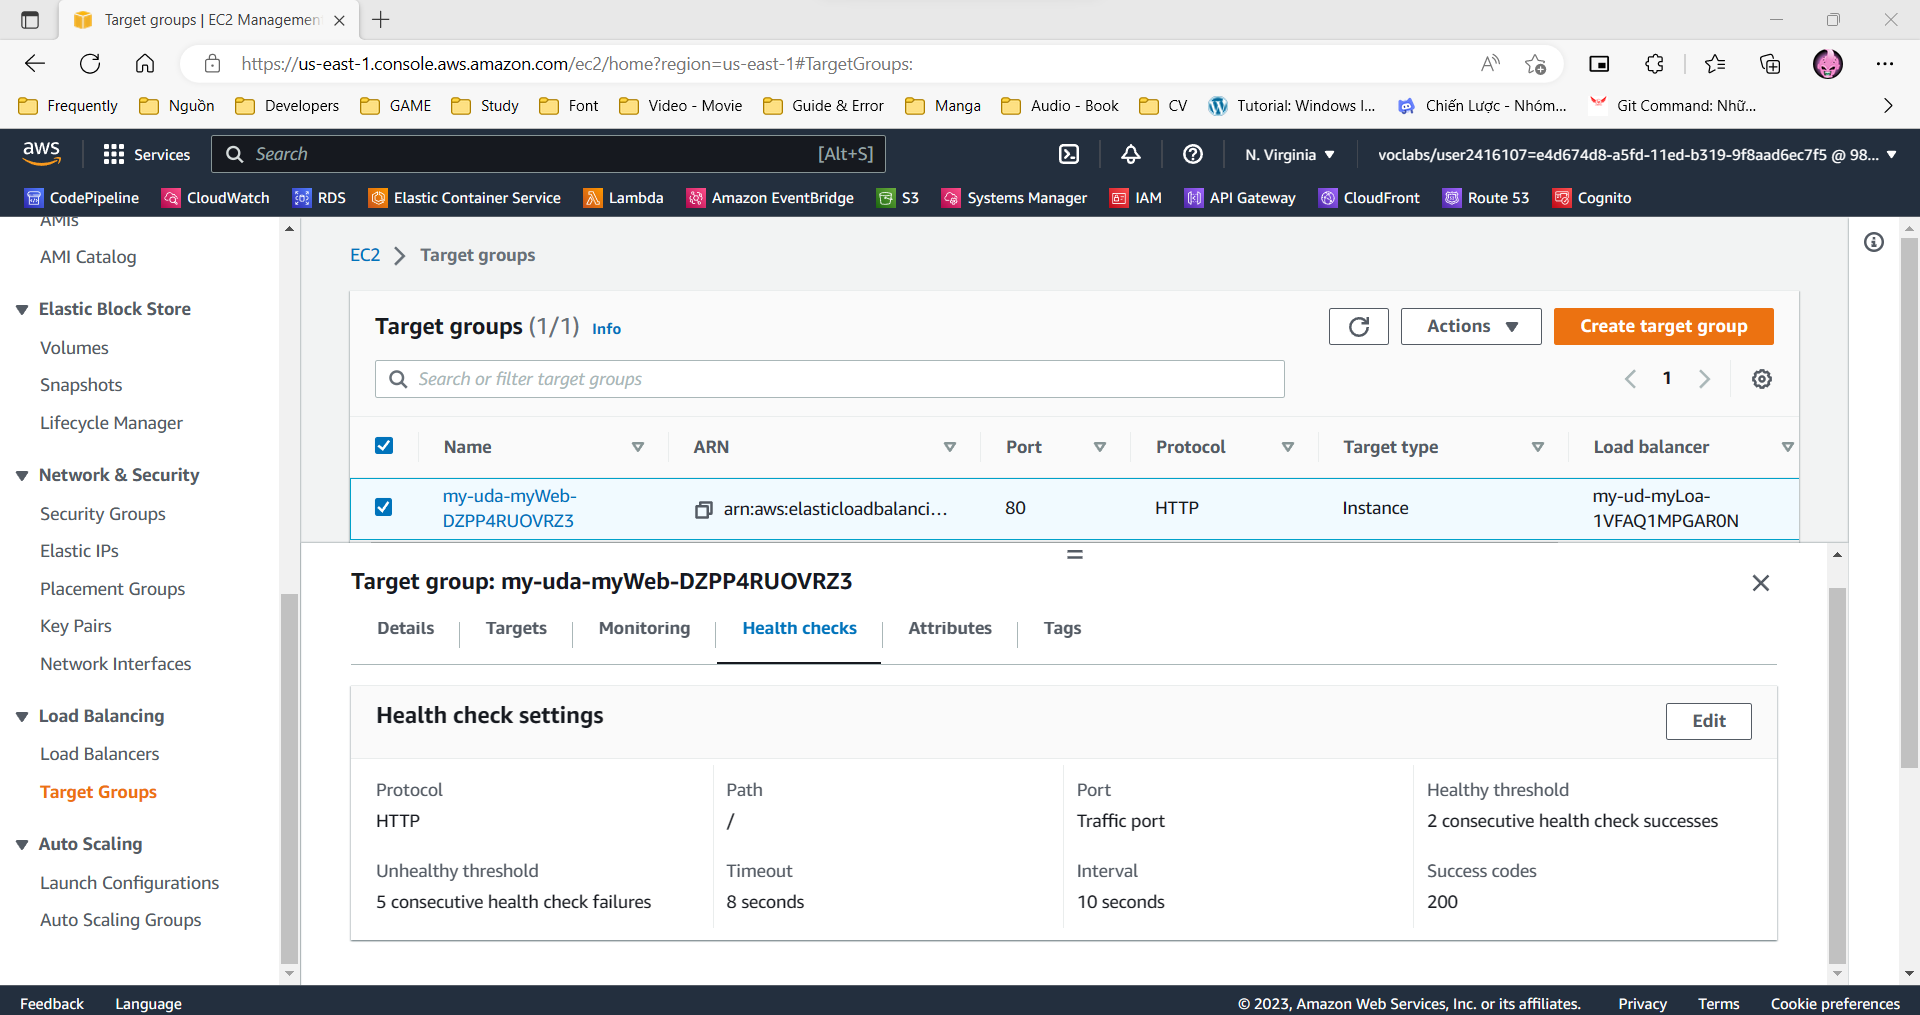 Target groups | EC2 Managemen
https://us-east-1.console.aws.amazon.com/ec2/home?region=us-east-1#TargetGroups:
Frequently Nguồn Developers GAME Study Font Video - Movie Guide & Error Manga Audio - Book CV Tutorial: Windows I... Chiến Lược - Nhóm... Git Command: Nhữ...
aws Services Search [Alt+S] N. Virginia voclabs/user2416107=e4d674d8-a5fd-11ed-b319-9f8aad6ec7f5 @ 98...
CodePipeline CloudWatch RDS Elastic Container Service Lambda Amazon EventBridge S3 Systems Manager IAM API Gateway CloudFront Route 53 Cognito
AMIs
AMI Catalog
Elastic Block Store
Volumes
Snapshots
Lifecycle Manager
Network & Security
Security Groups
Elastic IPs
Placement Groups
Key Pairs
Network Interfaces
Load Balancing
Load Balancers
Target Groups
Auto Scaling
Launch Configurations
Auto Scaling Groups
EC2 Target groups
Target groups (1/1) Info
Actions Create target group
Search or filter target groups
1
Name ARN Port Protocol Target type Load balancer
my-uda-myWeb-
DZPP4RUOVRZ3
arn:aws:elasticloadbalanci... 80 HTTP Instance
my-ud-myLoa-
1VFAQ1MPGAR0N
Target group: my-uda-myWeb-DZPP4RUOVRZ3
Details Targets Monitoring Health checks Attributes Tags
Health check settings
Edit
Protocol
HTTP
Path
/
Port
Traffic port
Healthy threshold
2 consecutive health check successes
Unhealthy threshold
5 consecutive health check failures
Timeout
8 seconds
Interval
10 seconds
Success codes
200
Feedback Language © 2023, Amazon Web Services, Inc. or its affiliates. Privacy Terms Cookie preferences